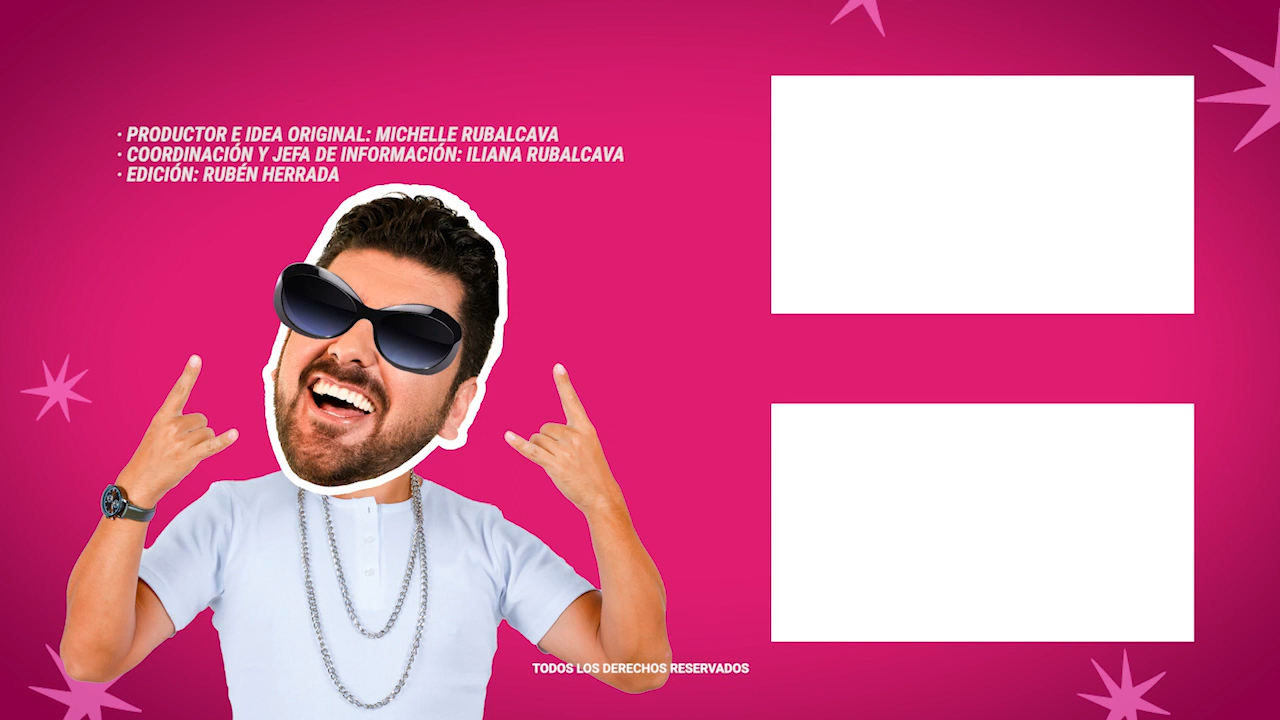 · PRODUCTOR E IDEA ORIGINAL: MICHELLE RUBALCAVA
· COORDINACIÓN Y JEFA DE INFORMACIÓN: ILIANA RUBALCAVA
· EDICIÓN: RUBÉN HERRADA
TODOS LOS DERECHOS RESERVADOS